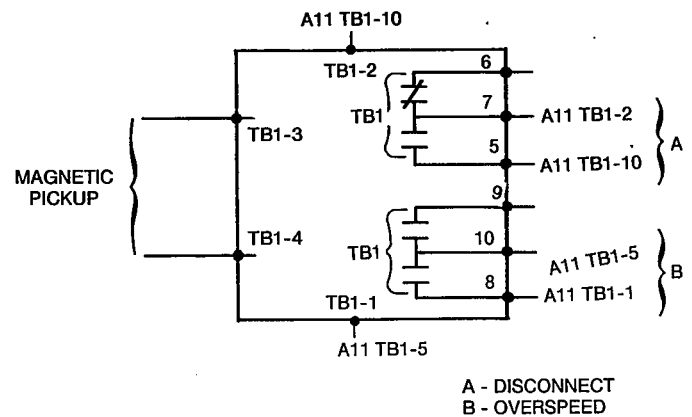 A11 TB1-10
TB1-2
6
TB1
7
A11 TB1-2
A
5
A11 TB1-10
TB1-3
MAGNETIC
PICKUP
9
TB1-4
TB1
10
A11 TB1-5
B
8
A11 TB1-1
TB1-1
A11 TB1-5
A - DISCONNECT
B - OVERSPEED